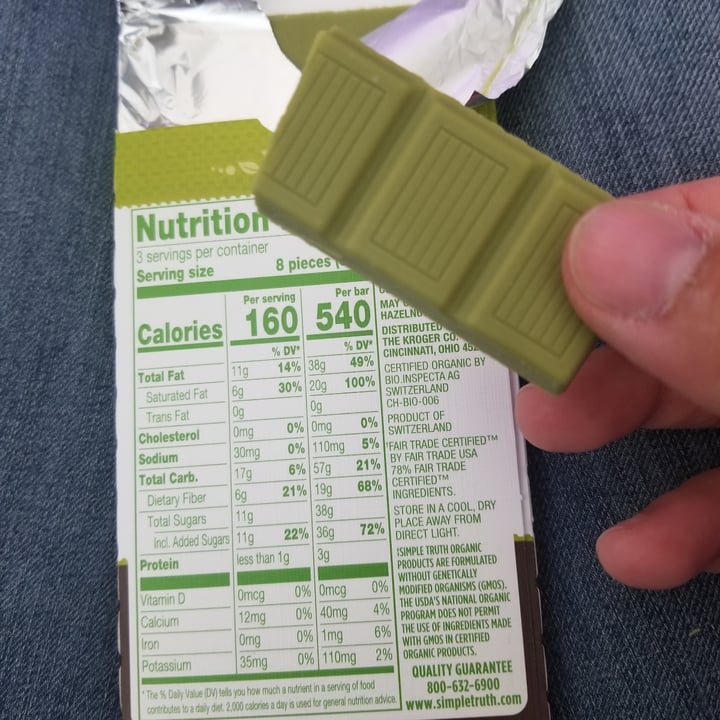 Nutrition
3 servings per container
Serving size 8 pieces
Per serving Per bar
Calories 160 540
% DV* % DV*
Total Fat 11g 14% 38g 49%
Saturated Fat 6g 30% 20g 100%
Trans Fat 0g 0g
Cholesterol 0mg 0% 0mg 0%
Sodium 30mg 0% 110mg 5%
Total Carb. 17g 6% 57g 21%
Dietary Fiber 6g 21% 19g 68%
Total Sugars 11g 38g
Incl. Added Sugars 11g 22% 36g 72%
Protein less than 1g 3g
Vitamin D 0mcg 0% 0mcg 0%
Calcium 12mg 0% 40mg 4%
Iron 0mg 0% 1mg 6%
Potassium 35mg 0% 110mg 2%
* The % Daily Value (DV) tells you how much a nutrient in a serving of food
contributes to a daily diet. 2,000 calories a day is used for general nutrition advice.
MAY
HAZELNU
DISTRIBUTED
THE KROGER CO.
CINCINNATI, OHIO 452
CERTIFIED ORGANIC BY
BIO.INSPECTA AG
SWITZERLAND
CH-BIO-006
PRODUCT OF
SWITZERLAND
FAIR TRADE CERTIFIED™
BY FAIR TRADE USA
78% FAIR TRADE
CERTIFIED™
INGREDIENTS.
STORE IN A COOL, DRY
PLACE AWAY FROM
DIRECT LIGHT.
‡SIMPLE TRUTH ORGANIC
PRODUCTS ARE FORMULATED
WITHOUT GENETICALLY
MODIFIED ORGANISMS (GMOS).
THE USDA'S NATIONAL ORGANIC
PROGRAM DOES NOT PERMIT
THE USE OF INGREDIENTS MADE
WITH GMOS IN CERTIFIED
ORGANIC PRODUCTS.
QUALITY GUARANTEE
800-632-6900
www.simpletruth.com